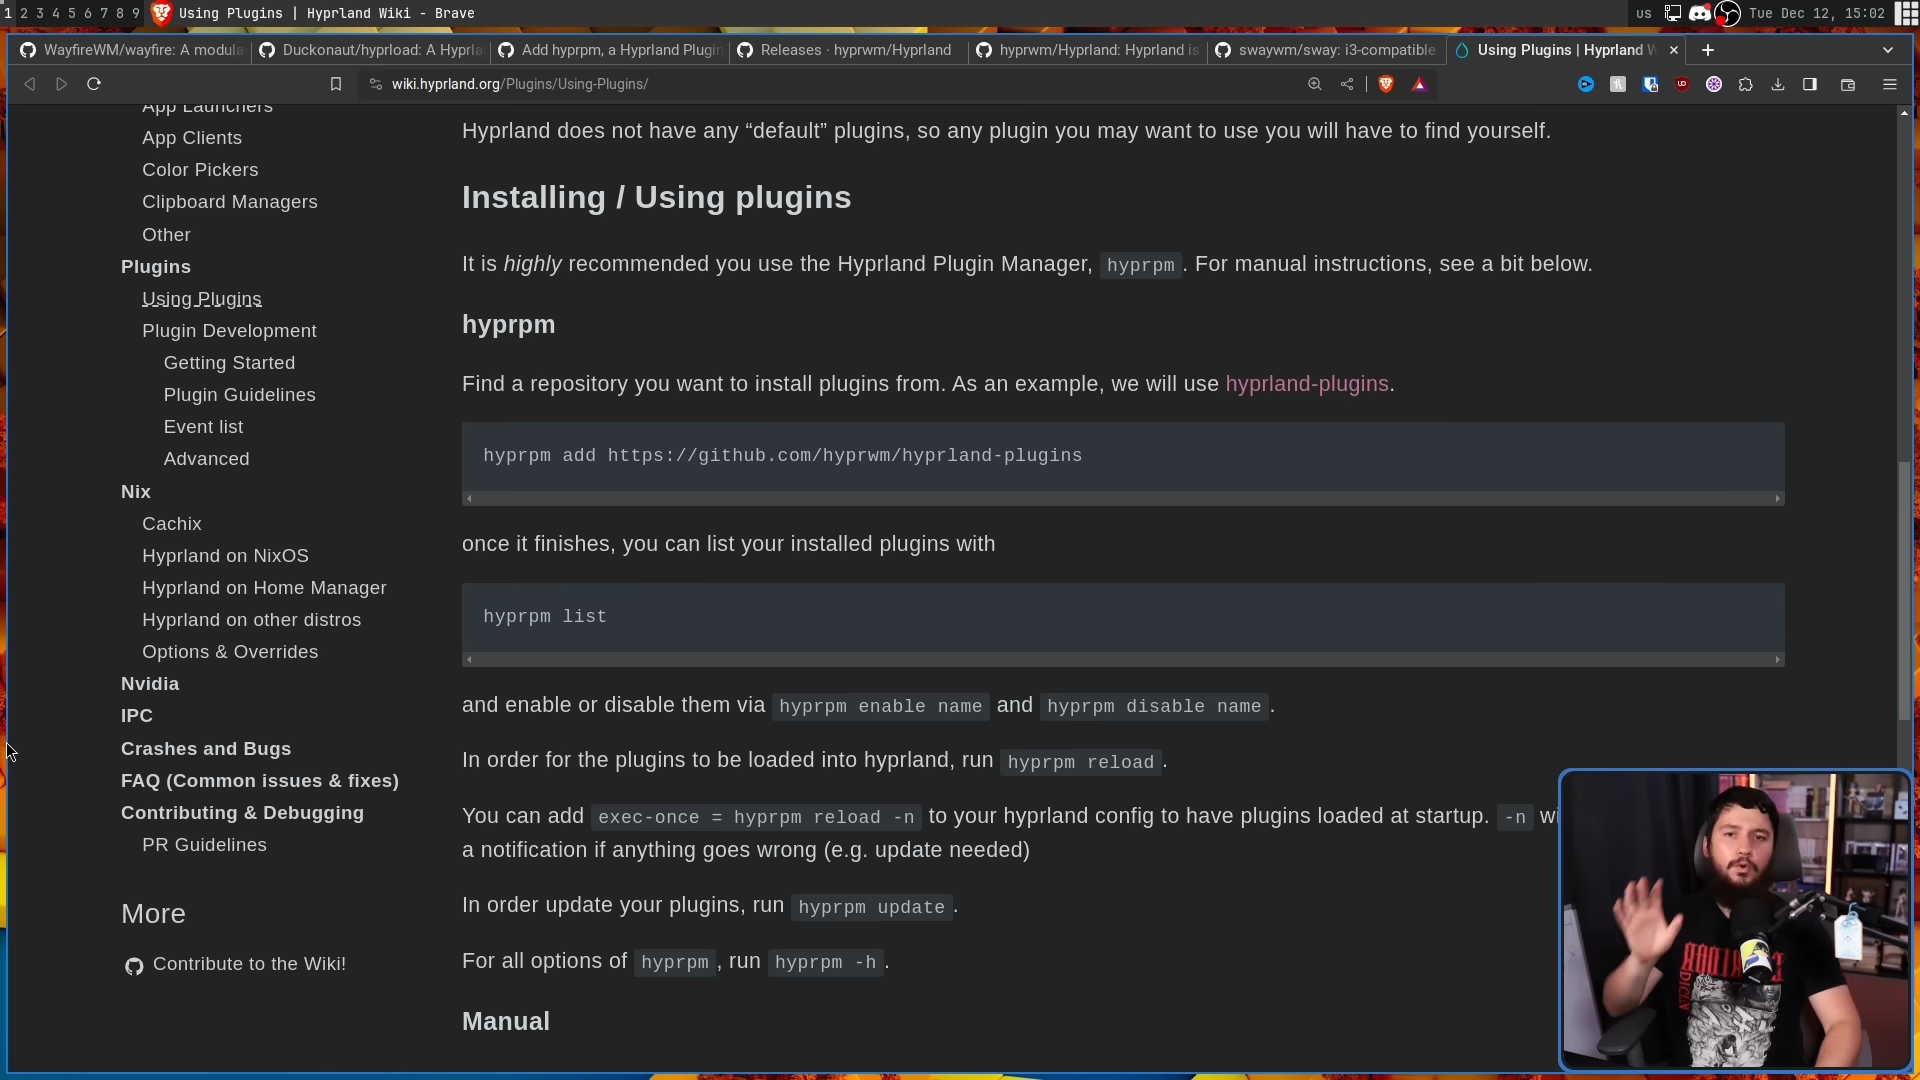 1 2 3 4 5 6 7 8 9 Using Plugins | Hyprland Wiki - Brave us Tue Dec 12, 15:02
WayfireWM/wayfire: A modula Duckonaut/hyprload: A Hyprla Add hyprpm, a Hyprland Plugin Releases · hyprwm/Hyprland hyprwm/Hyprland: Hyprland is swaywm/sway: i3-compatible Using Plugins | Hyprland W
wiki.hyprland.org/Plugins/Using-Plugins/
App Launchers
App Clients
Color Pickers
Clipboard Managers
Other
Plugins
Using Plugins
Plugin Development
Getting Started
Plugin Guidelines
Event list
Advanced
Nix
Cachix
Hyprland on NixOS
Hyprland on Home Manager
Hyprland on other distros
Options & Overrides
Nvidia
IPC
Crashes and Bugs
FAQ (Common issues & fixes)
Contributing & Debugging
PR Guidelines
More
Contribute to the Wiki!
Hyprland does not have any “default” plugins, so any plugin you may want to use you will have to find yourself.
Installing / Using plugins
It is highly recommended you use the Hyprland Plugin Manager, hyprpm. For manual instructions, see a bit below.
hyprpm
Find a repository you want to install plugins from. As an example, we will use hyprland-plugins.
hyprpm add https://github.com/hyprwm/hyprland-plugins
once it finishes, you can list your installed plugins with
hyprpm list
and enable or disable them via hyprpm enable name and hyprpm disable name.
In order for the plugins to be loaded into hyprland, run hyprpm reload.
You can add exec-once = hyprpm reload -n to your hyprland config to have plugins loaded at startup. -n wi
a notification if anything goes wrong (e.g. update needed)
In order update your plugins, run hyprpm update.
For all options of hyprpm, run hyprpm -h.
Manual